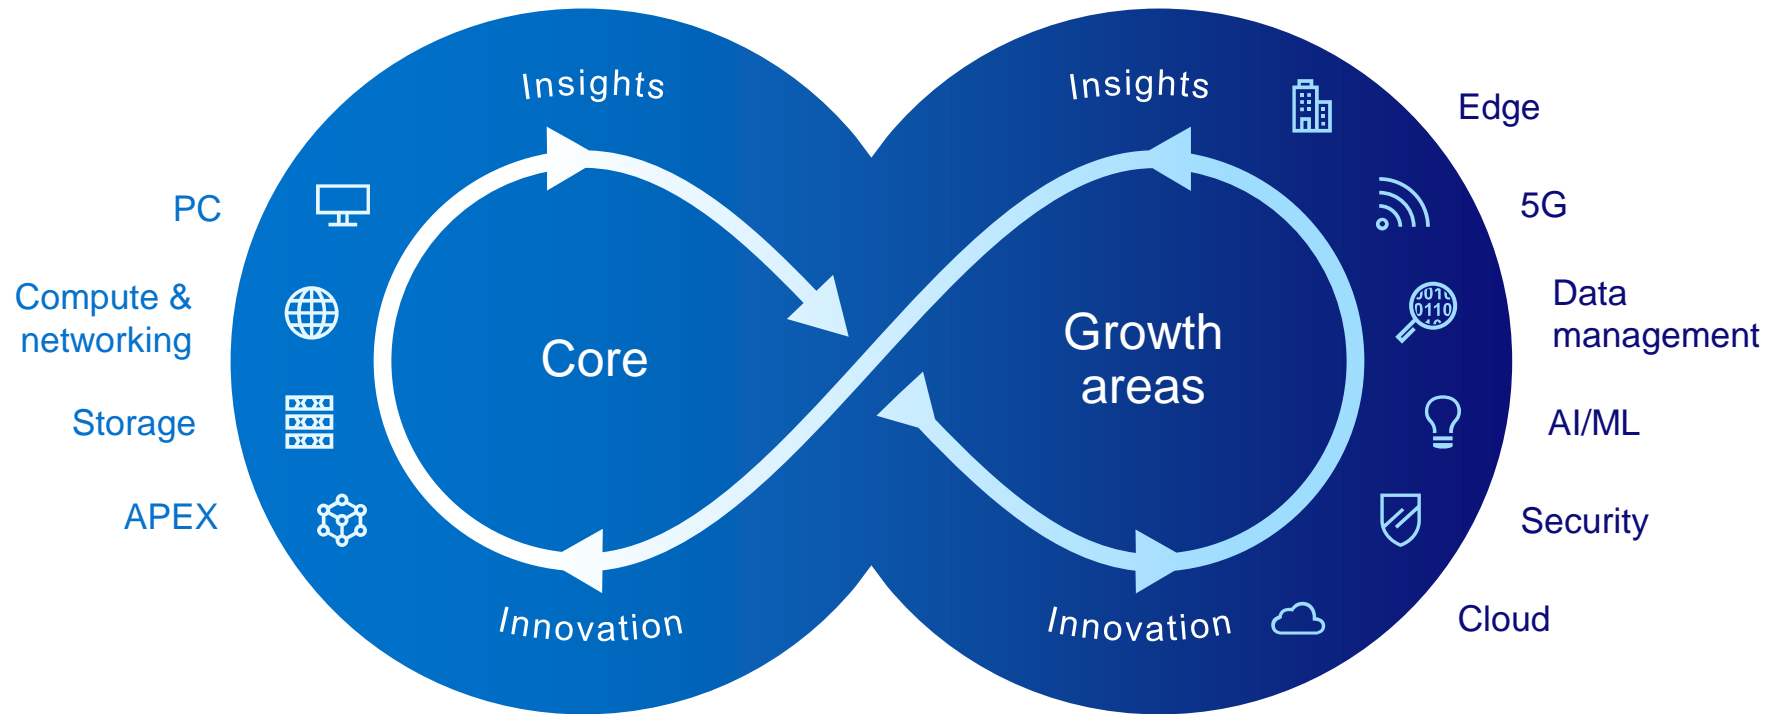 Insights
PC
Compute &
networking
Storage
APEX
Core
Innovation
Insights
Growth
areas
Innovation
Edge
5G
Data
management
AI/ML
Security
Cloud
0110